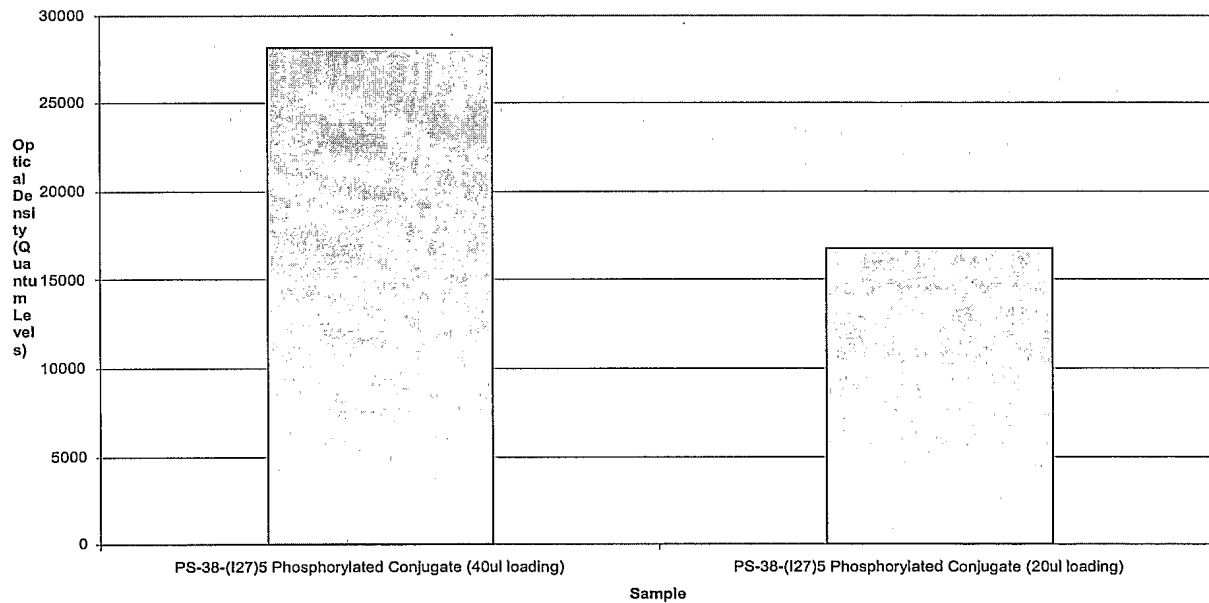 30000
25000
20000
15000
10000
5000
0
Op
tic
al
De
nsi
ty
(Q
ua
ntu
m
Le
vel
s)
PS-38-(I27)5 Phosphorylated Conjugate (40ul loading)
PS-38-(I27)5 Phosphorylated Conjugate (20ul loading)
Sample